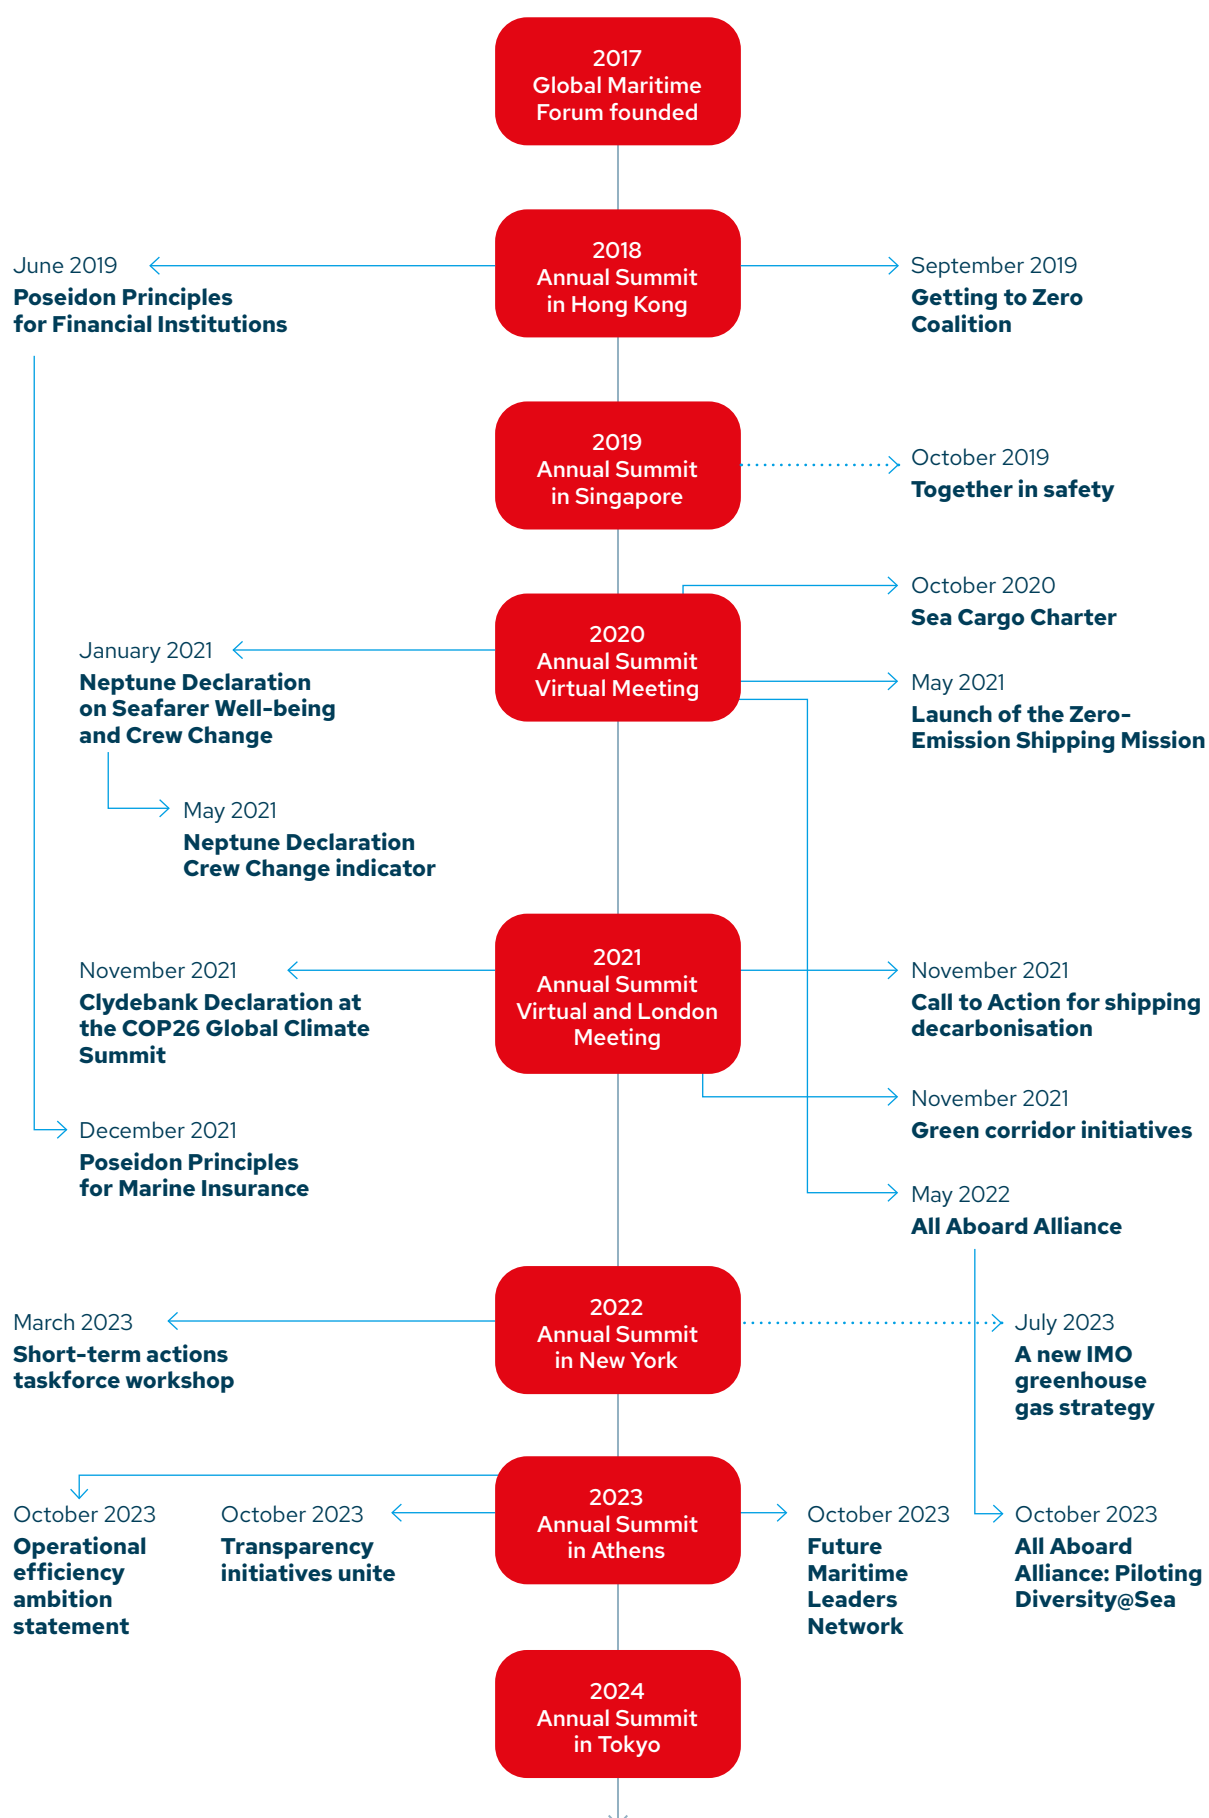 2017
Global Maritime
Forum founded
2018
Annual Summit
in Hong Kong
June 2019
Poseidon Principles
for Financial Institutions
September 2019
Getting to Zero
Coalition
2019
Annual Summit
in Singapore
October 2019
Together in safety
October 2020
Sea Cargo Charter
2020
Annual Summit
Virtual Meeting
January 2021
Neptune Declaration
on Seafarer Well-being
and Crew Change
May 2021
Launch of the Zero-
Emission Shipping Mission
May 2021
Neptune Declaration
Crew Change indicator
2021
Annual Summit
Virtual and London
Meeting
November 2021
Clydebank Declaration at
the COP26 Global Climate
Summit
November 2021
Call to Action for shipping
decarbonisation
November 2021
Green corridor initiatives
December 2021
Poseidon Principles
for Marine Insurance
May 2022
All Aboard Alliance
2022
Annual Summit
in New York
March 2023
Short-term actions
taskforce workshop
July 2023
A new IMO
greenhouse
gas strategy
2023
Annual Summit
in Athens
October 2023
Operational
efficiency
ambition
statement
October 2023
Transparency
initiatives unite
October 2023
Future
Maritime
Leaders
Network
October 2023
All Aboard
Alliance: Piloting
Diversity@Sea
2024
Annual Summit
in Tokyo